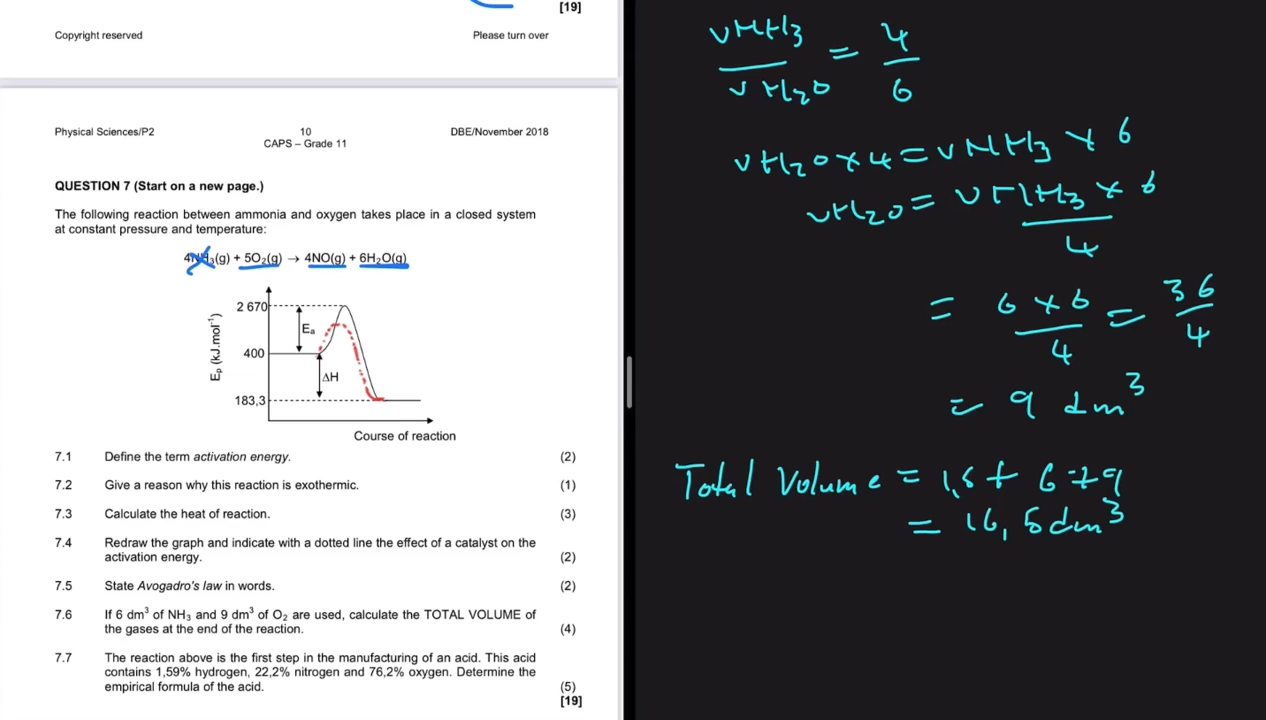 [19]
Copyright reserved Please turn over
Physical Sciences/P2 10 DBE/November 2018
CAPS – Grade 11
QUESTION 7 (Start on a new page.)
The following reaction between ammonia and oxygen takes place in a closed system
at constant pressure and temperature:
4NH₃(g) + 5O₂(g) → 4NO(g) + 6H₂O(g)
2 670
Eₐ
400
ΔH
183,3
Eₚ (kJ.mol⁻¹)
Course of reaction
7.1 Define the term activation energy. (2)
7.2 Give a reason why this reaction is exothermic. (1)
7.3 Calculate the heat of reaction. (3)
7.4 Redraw the graph and indicate with a dotted line the effect of a catalyst on the
activation energy. (2)
7.5 State Avogadro's law in words. (2)
7.6 If 6 dm³ of NH₃ and 9 dm³ of O₂ are used, calculate the TOTAL VOLUME of
the gases at the end of the reaction. (4)
7.7 The reaction above is the first step in the manufacturing of an acid. This acid
contains 1,59% hydrogen, 22,2% nitrogen and 76,2% oxygen. Determine the
empirical formula of the acid. (5)
[19]
vNH₃ / vH₂O = 4/6
vH₂O × 4 = vNH₃ × 6
vH₂O = vNH₃ × 6 / 4
= 6 × 6 / 4 = 36/4
= 9 dm³
Total Volume = 1,5 + 6 + 9
= 16,5 dm³